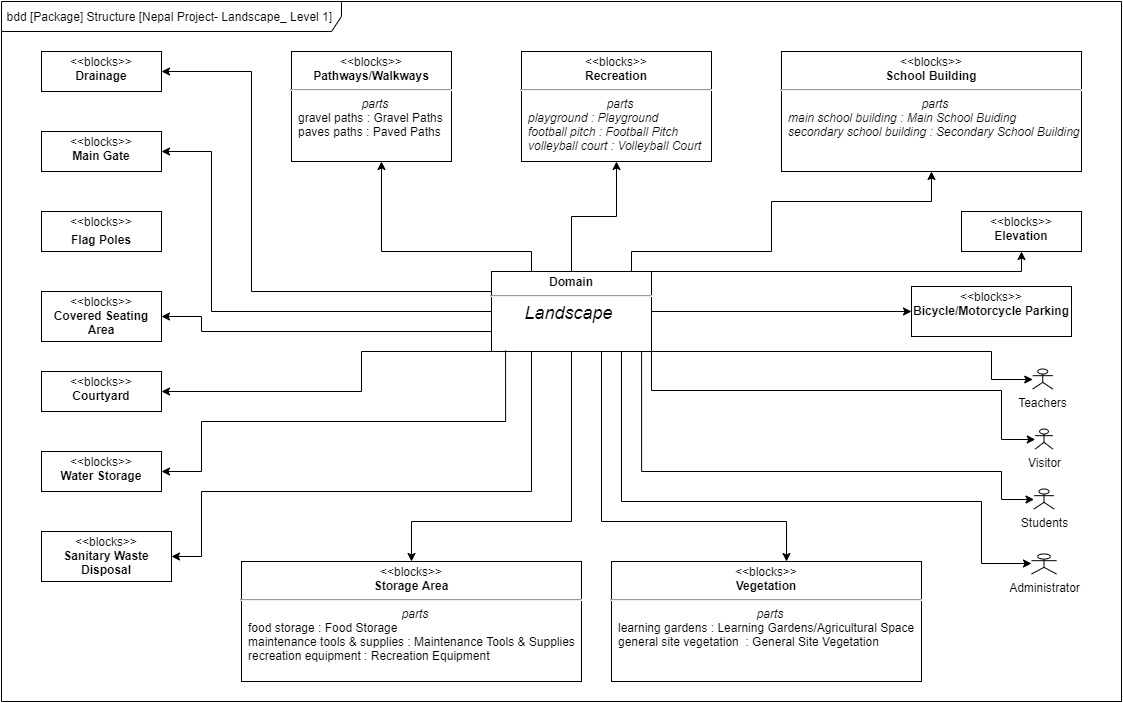 bdd [Package] Structure [Nepal Project- Landscape_ Level 1]
<<blocks>>
Drainage
<<blocks>>
Pathways/Walkways
parts
gravel paths : Gravel Paths
paves paths : Paved Paths
<<blocks>>
Recreation
parts
playground : Playground
football pitch : Football Pitch
volleyball court : Volleyball Court
<<blocks>>
School Building
parts
main school building : Main School Buiding
secondary school building : Secondary School Building
<<blocks>>
Main Gate
<<blocks>>
Flag Poles
<<blocks>>
Elevation
Domain
Landscape
<<blocks>>
Covered Seating
Area
<<blocks>>
Bicycle/Motorcycle Parking
<<blocks>>
Courtyard
Teachers
<<blocks>>
Water Storage
Visitor
Students
<<blocks>>
Sanitary Waste
Disposal
Administrator
<<blocks>>
Storage Area
parts
food storage : Food Storage
maintenance tools & supplies : Maintenance Tools & Supplies
recreation equipment : Recreation Equipment
<<blocks>>
Vegetation
parts
learning gardens : Learning Gardens/Agricultural Space
general site vegetation  : General Site Vegetation